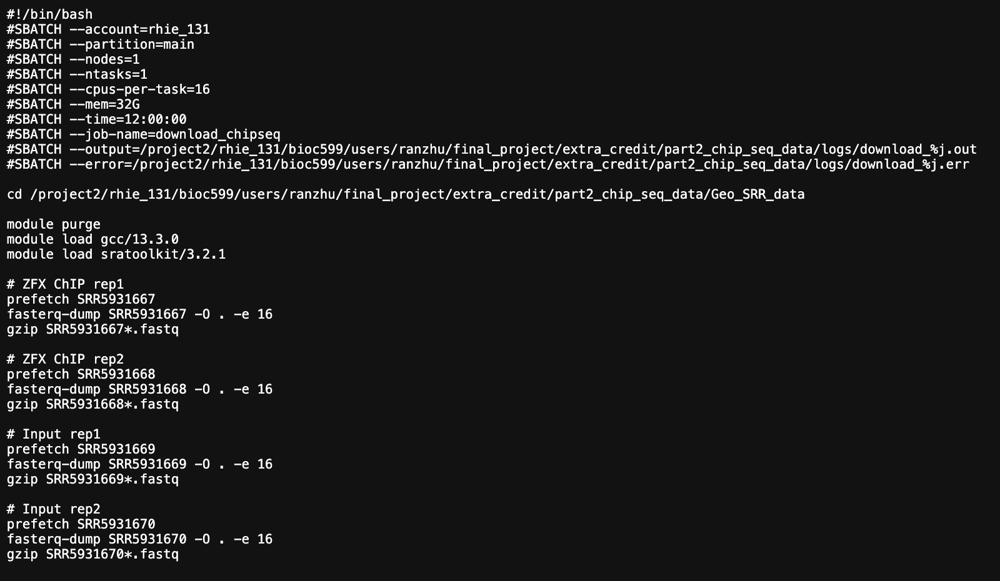 #!/bin/bash
#SBATCH --account=rhie_131
#SBATCH --partition=main
#SBATCH --nodes=1
#SBATCH --ntasks=1
#SBATCH --cpus-per-task=16
#SBATCH --mem=32G
#SBATCH --time=12:00:00
#SBATCH --job-name=download_chipseq
#SBATCH --output=/project2/rhie_131/bioc599/users/ranzhu/final_project/extra_credit/part2_chip_seq_data/logs/download_%j.out
#SBATCH --error=/project2/rhie_131/bioc599/users/ranzhu/final_project/extra_credit/part2_chip_seq_data/logs/download_%j.err

cd /project2/rhie_131/bioc599/users/ranzhu/final_project/extra_credit/part2_chip_seq_data/Geo_SRR_data

module purge
module load gcc/13.3.0
module load sratoolkit/3.2.1

# ZFX ChIP rep1
prefetch SRR5931667
fasterq-dump SRR5931667 -O . -e 16
gzip SRR5931667*.fastq

# ZFX ChIP rep2
prefetch SRR5931668
fasterq-dump SRR5931668 -O . -e 16
gzip SRR5931668*.fastq

# Input rep1
prefetch SRR5931669
fasterq-dump SRR5931669 -O . -e 16
gzip SRR5931669*.fastq

# Input rep2
prefetch SRR5931670
fasterq-dump SRR5931670 -O . -e 16
gzip SRR5931670*.fastq